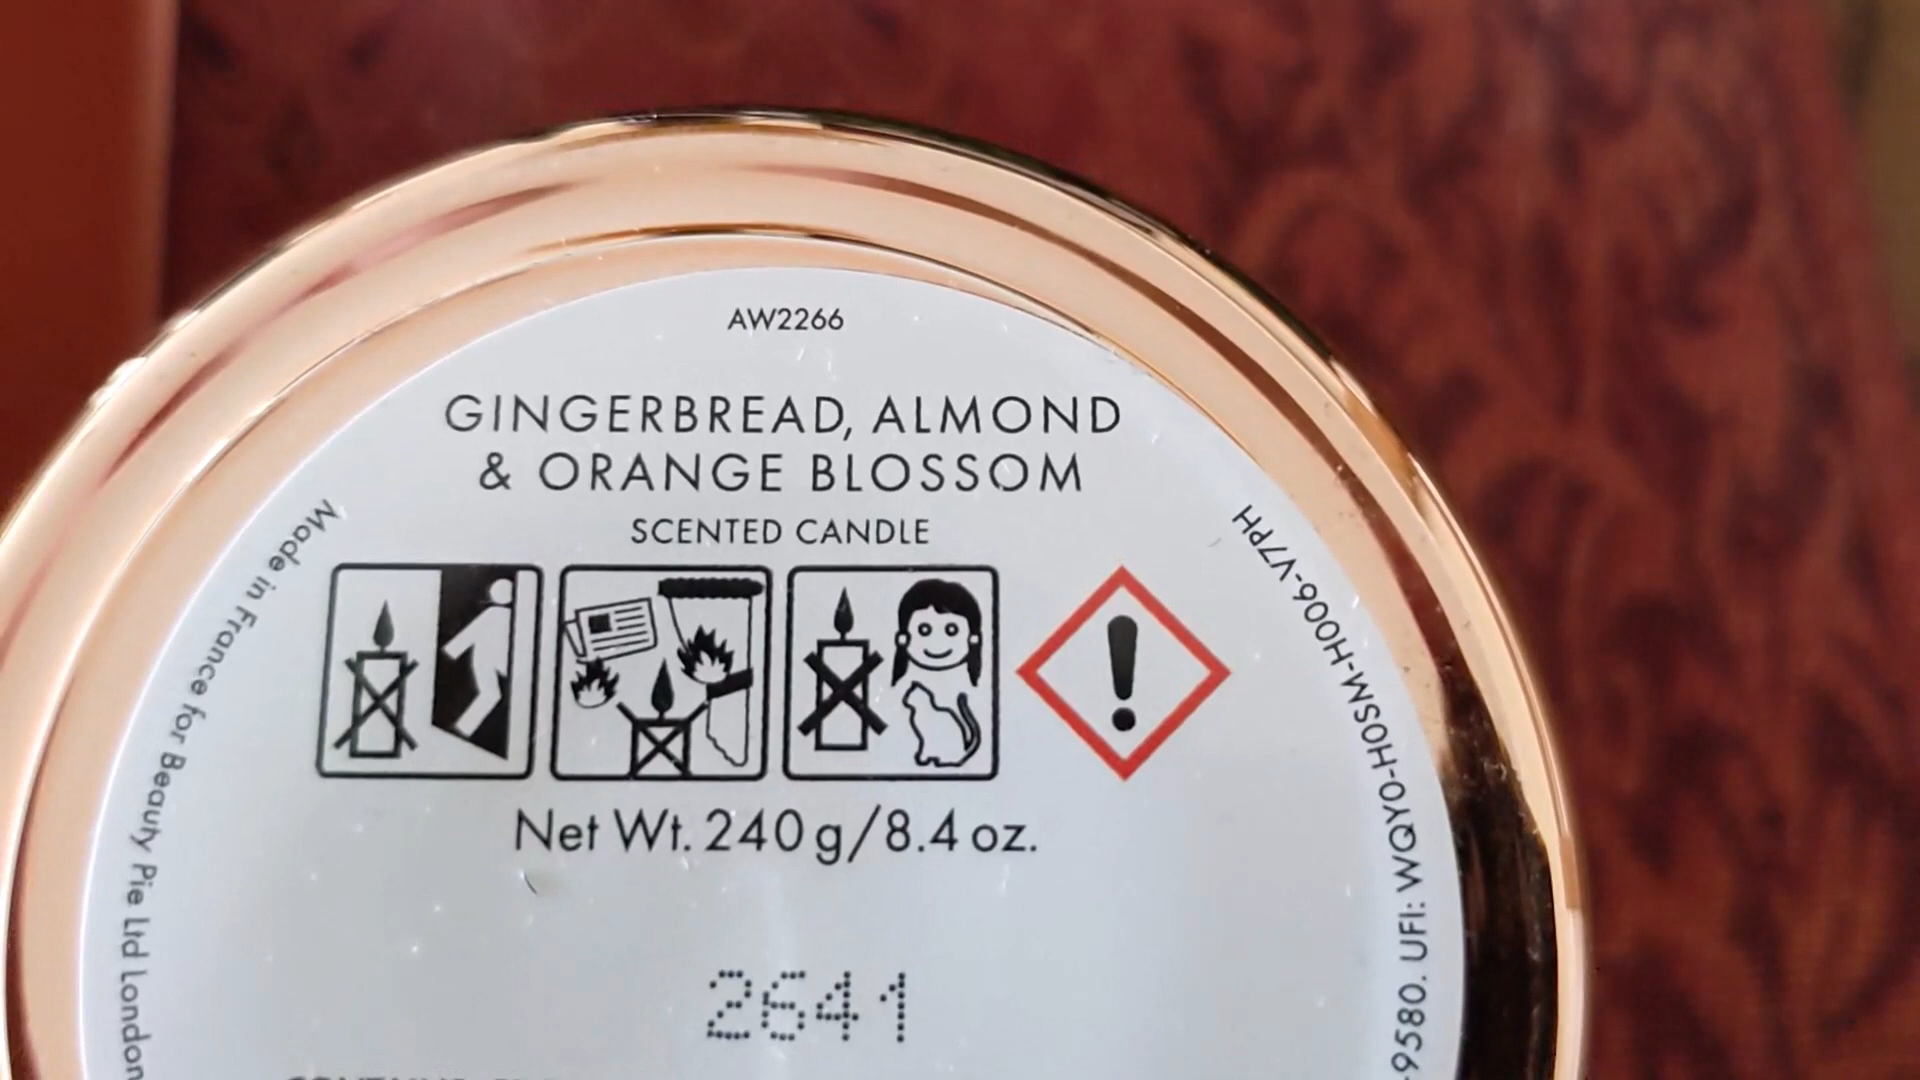 AW2266
GINGERBREAD, ALMOND
& ORANGE BLOSSOM
SCENTED CANDLE
Made in France for Beauty Pie Ltd London
-9580. UFI: WQY0-H0SM-H006-V7PH
Net Wt. 240 g/8.4 oz.
2641